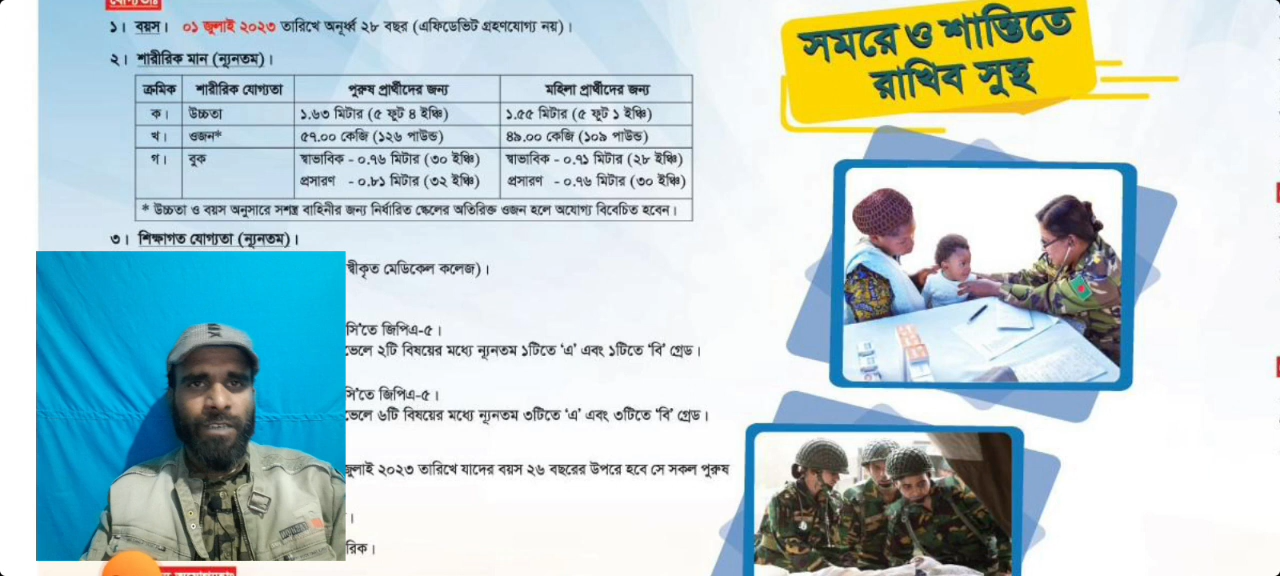 যোগ্যতাঃ
১। বয়স। ০১ জুলাই ২০২৩ তারিখে অনূর্ধ্ব ২৮ বছর (এফিডেভিট গ্রহণযোগ্য নয়)।
২। শারীরিক মান (ন্যূনতম)।
ক্রমিক শারীরিক যোগ্যতা পুরুষ প্রার্থীদের জন্য মহিলা প্রার্থীদের জন্য
ক। উচ্চতা ১.৬৩ মিটার (৫ ফুট ৪ ইঞ্চি) ১.৫৫ মিটার (৫ ফুট ১ ইঞ্চি)
খ। ওজন* ৫৭.০০ কেজি (১২৬ পাউন্ড) ৪৯.০০ কেজি (১০৯ পাউন্ড)
গ। বুক স্বাভাবিক - ০.৭৬ মিটার (৩০ ইঞ্চি) স্বাভাবিক - ০.৭১ মিটার (২৮ ইঞ্চি)
প্রসারণ - ০.৮১ মিটার (৩২ ইঞ্চি) প্রসারণ - ০.৭৬ মিটার (৩০ ইঞ্চি)
* উচ্চতা ও বয়স অনুসারে সশস্ত্র বাহিনীর জন্য নির্ধারিত স্কেলের অতিরিক্ত ওজন হলে অযোগ্য বিবেচিত হবেন।
৩। শিক্ষাগত যোগ্যতা (ন্যূনতম)।
স্বীকৃত মেডিকেল কলেজ)।
সি'তে জিপিএ-৫।
ভেলে ২টি বিষয়ের মধ্যে ন্যূনতম ১টিতে 'এ' এবং ১টিতে 'বি' গ্রেড।
সি'তে জিপিএ-৫।
ভেলে ৬টি বিষয়ের মধ্যে ন্যূনতম ৩টিতে 'এ' এবং ৩টিতে 'বি' গ্রেড।
জুলাই ২০২৩ তারিখে যাদের বয়স ২৬ বছরের উপরে হবে সে সকল পুরুষ
রিক।
সমরে ও শান্তিতে
রাখিব সুস্থ